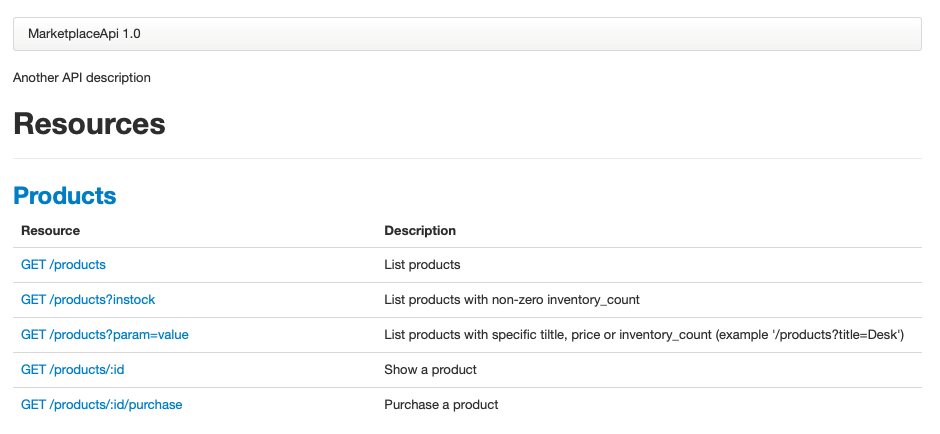 MarketplaceApi 1.0
Another API description
Resources
Products
Resource Description
GET /products List products
GET /products?instock List products with non-zero inventory_count
GET /products?param=value List products with specific tiltle, price or inventory_count (example '/products?title=Desk')
GET /products/:id Show a product
GET /products/:id/purchase Purchase a product